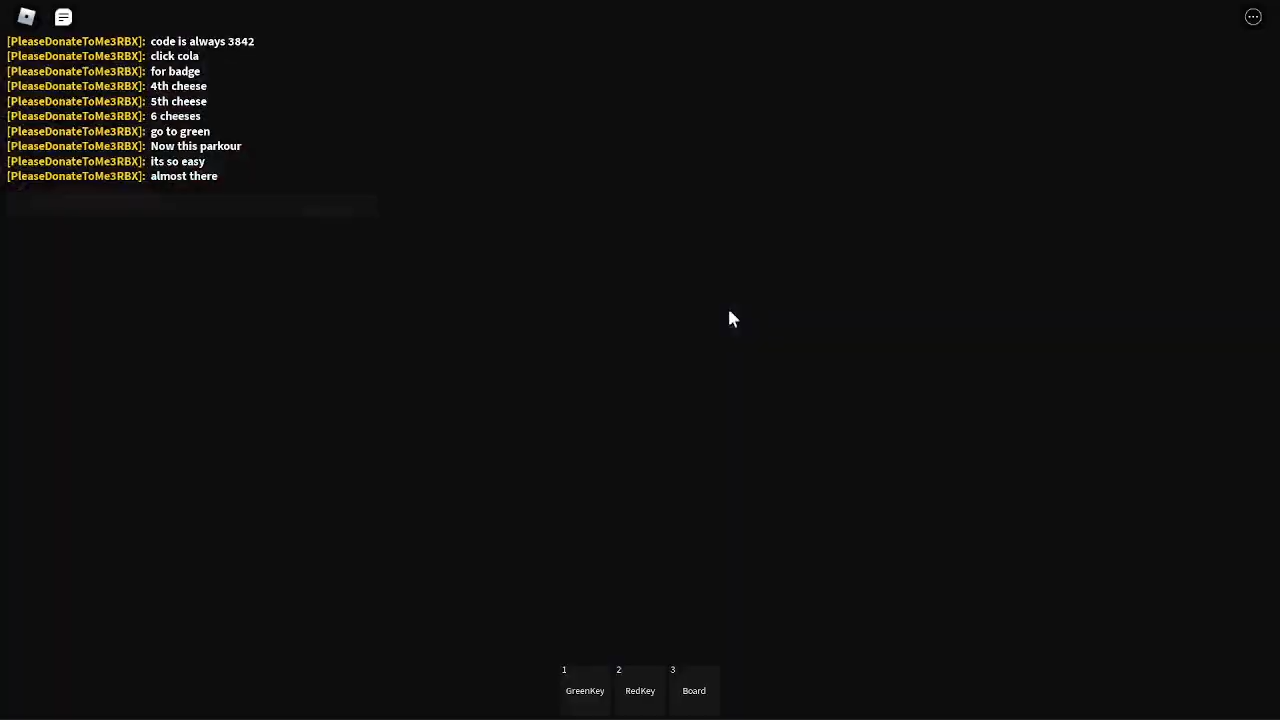 [PleaseDonateToMe3RBX]: code is always 3842
[PleaseDonateToMe3RBX]: click cola
[PleaseDonateToMe3RBX]: for badge
[PleaseDonateToMe3RBX]: 4th cheese
[PleaseDonateToMe3RBX]: 5th cheese
[PleaseDonateToMe3RBX]: 6 cheeses
[PleaseDonateToMe3RBX]: go to green
[PleaseDonateToMe3RBX]: Now this parkour
[PleaseDonateToMe3RBX]: its so easy
[PleaseDonateToMe3RBX]: almost there
1 2 3
GreenKey RedKey Board